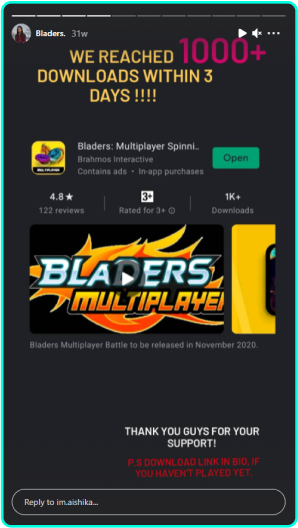 Bladers. 31w
WE REACHED 1000+
DOWNLOADS WITHIN 3
DAYS !!!!
MULTIPLAYER
Bladers: Multiplayer Spinni..
Brahmos Interactive
Contains ads • In-app purchases
Open
4.8★
122 reviews
3+
Rated for 3+
1K+
Downloads
BLADERS
MULTIPLAYER
Bladers Multiplayer Battle to be released in November 2020.
THANK YOU GUYS FOR YOUR
SUPPORT!
P.S DOWNLOAD LINK IN BIO, IF
YOU HAVEN'T PLAYED YET.
Reply to im.aishika...